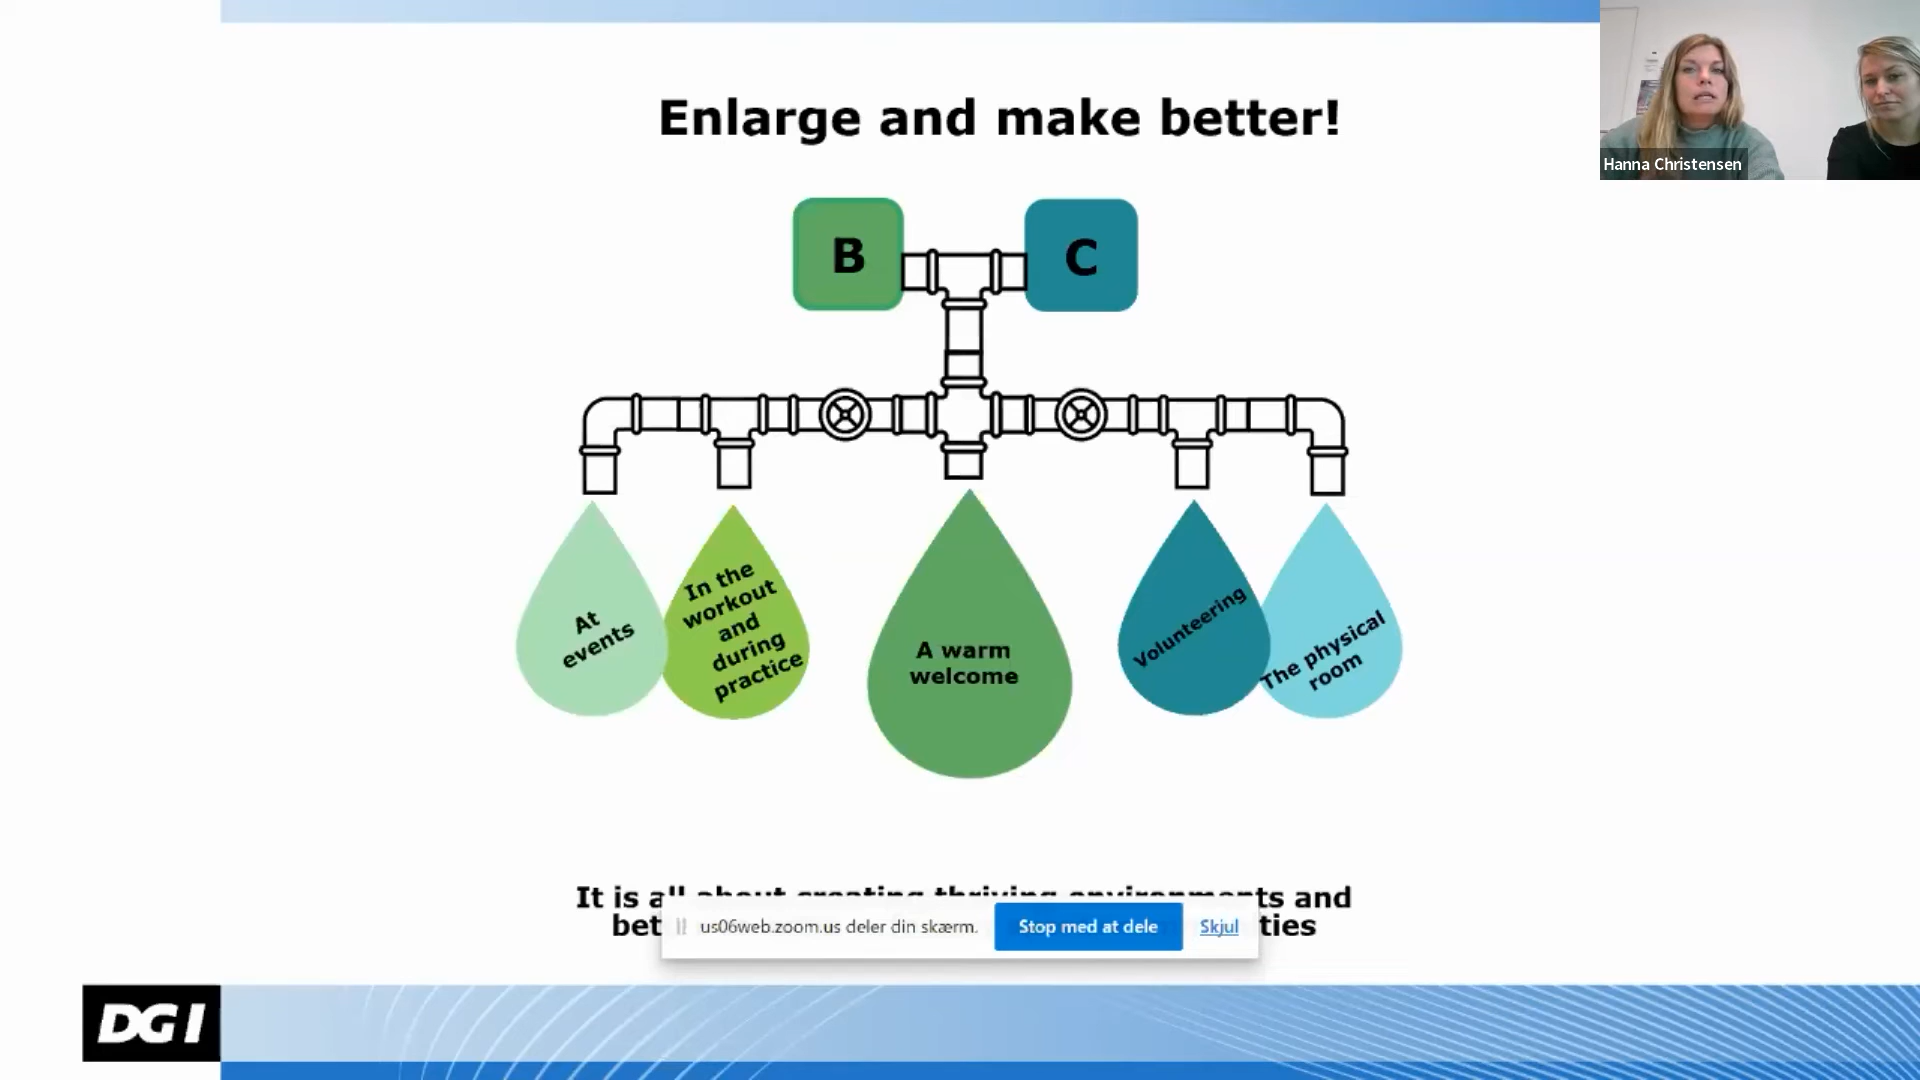 Enlarge and make better!
Hanna Christensen
B
C
At
events
In the
workout
and
during
practice
A warm
welcome
Volunteering
The physical
room
It is all about creating thriving environments and
us06web.zoom.us deler din skærm.
Stop med at dele
Skjul
DGI